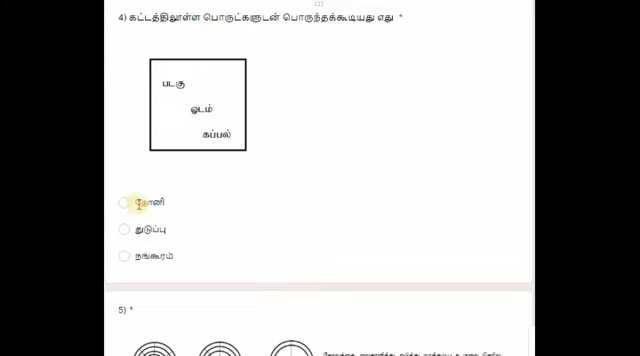 4) கட்டத்திலுள்ள பொருட்களுடன் பொருந்தக்கூடியது எது *
படகு
ஓடம்
கப்பல்
தோனி
துடுப்பு
நங்கூரம்
5) *